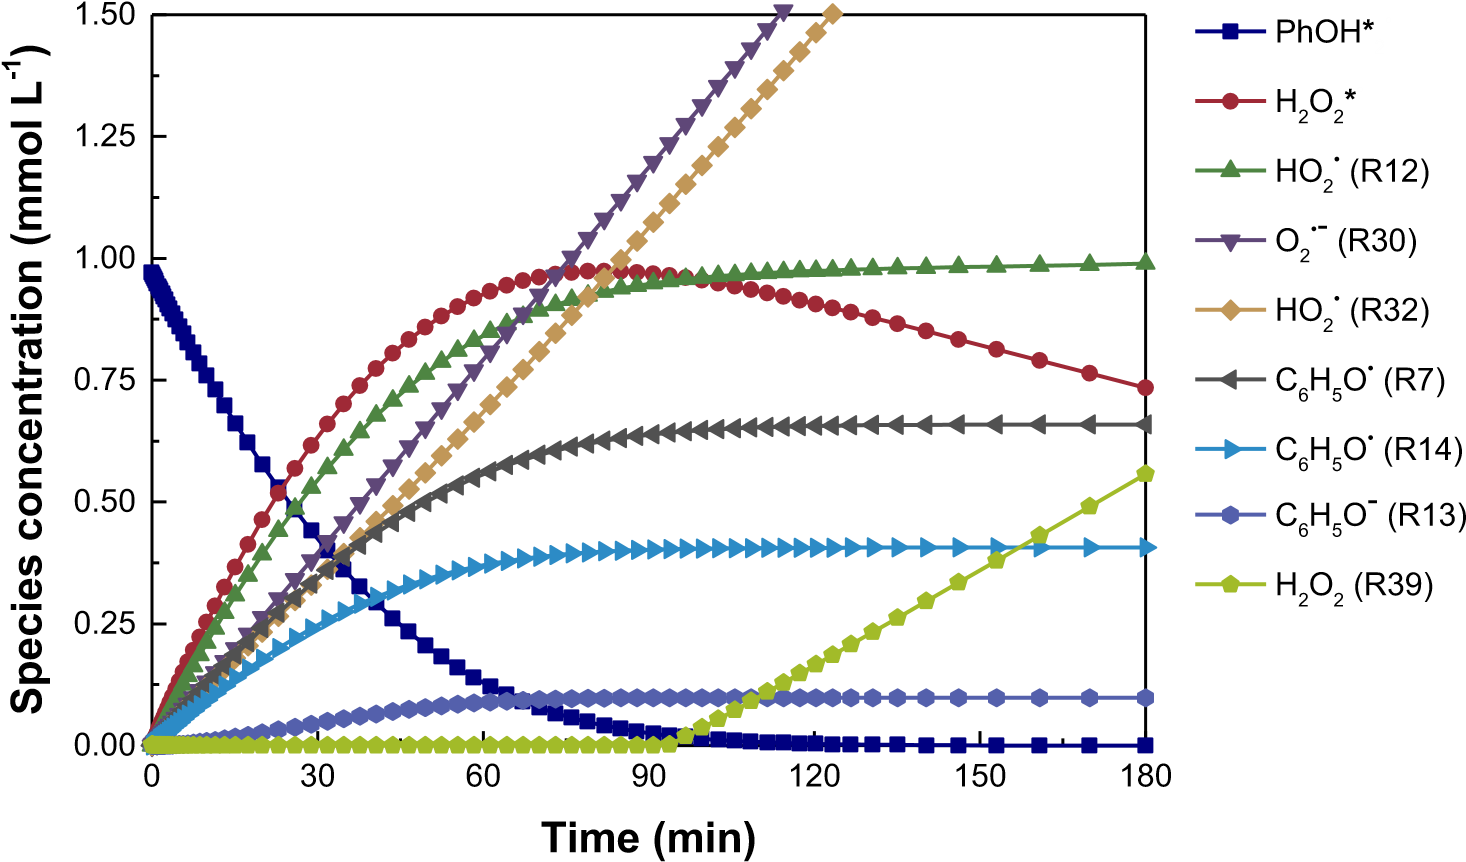 Species concentration (mmol L⁻¹)
1.50
1.25
1.00
0.75
0.50
0.25
0.00
0 30 60 90 120 150 180
Time (min)
PhOH*
H₂O₂*
HO₂˙ (R12)
O₂˙⁻ (R30)
HO₂˙ (R32)
C₆H₅O˙ (R7)
C₆H₅O˙ (R14)
C₆H₅O⁻ (R13)
H₂O₂ (R39)